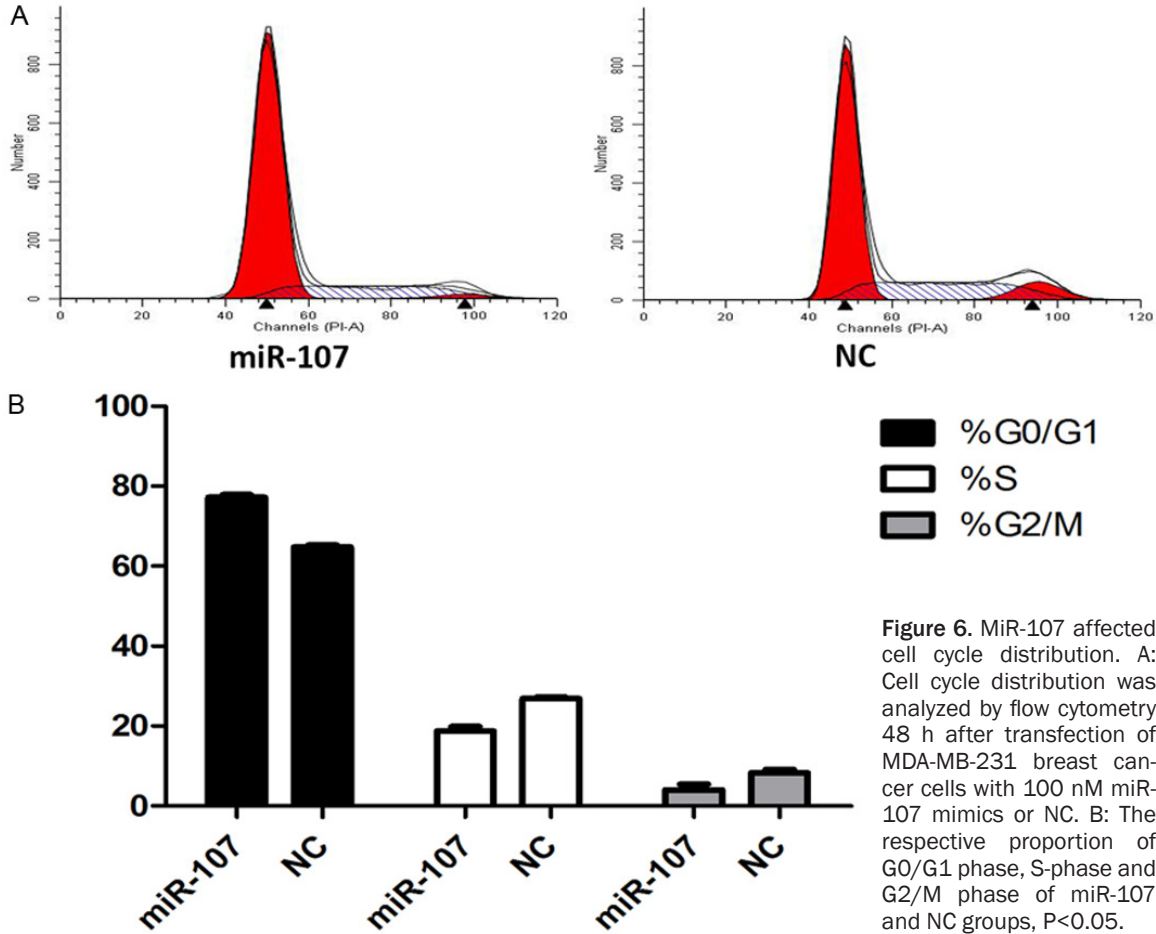 A
Number
800
600
400
200
0
0 20 40 60 80 100 120
Channels (PI-A)
miR-107
Number
800
600
400
200
0
0 20 40 60 80 100 120
Channels (PI-A)
NC
B
100
80
60
40
20
0
miR-107
NC
miR-107
NC
miR-107
NC
%G0/G1
%S
%G2/M
Figure 6. MiR-107 affected
cell cycle distribution. A:
Cell cycle distribution was
analyzed by flow cytometry
48 h after transfection of
MDA-MB-231 breast can-
cer cells with 100 nM miR-
107 mimics or NC. B: The
respective proportion of
G0/G1 phase, S-phase and
G2/M phase of miR-107
and NC groups, P<0.05.